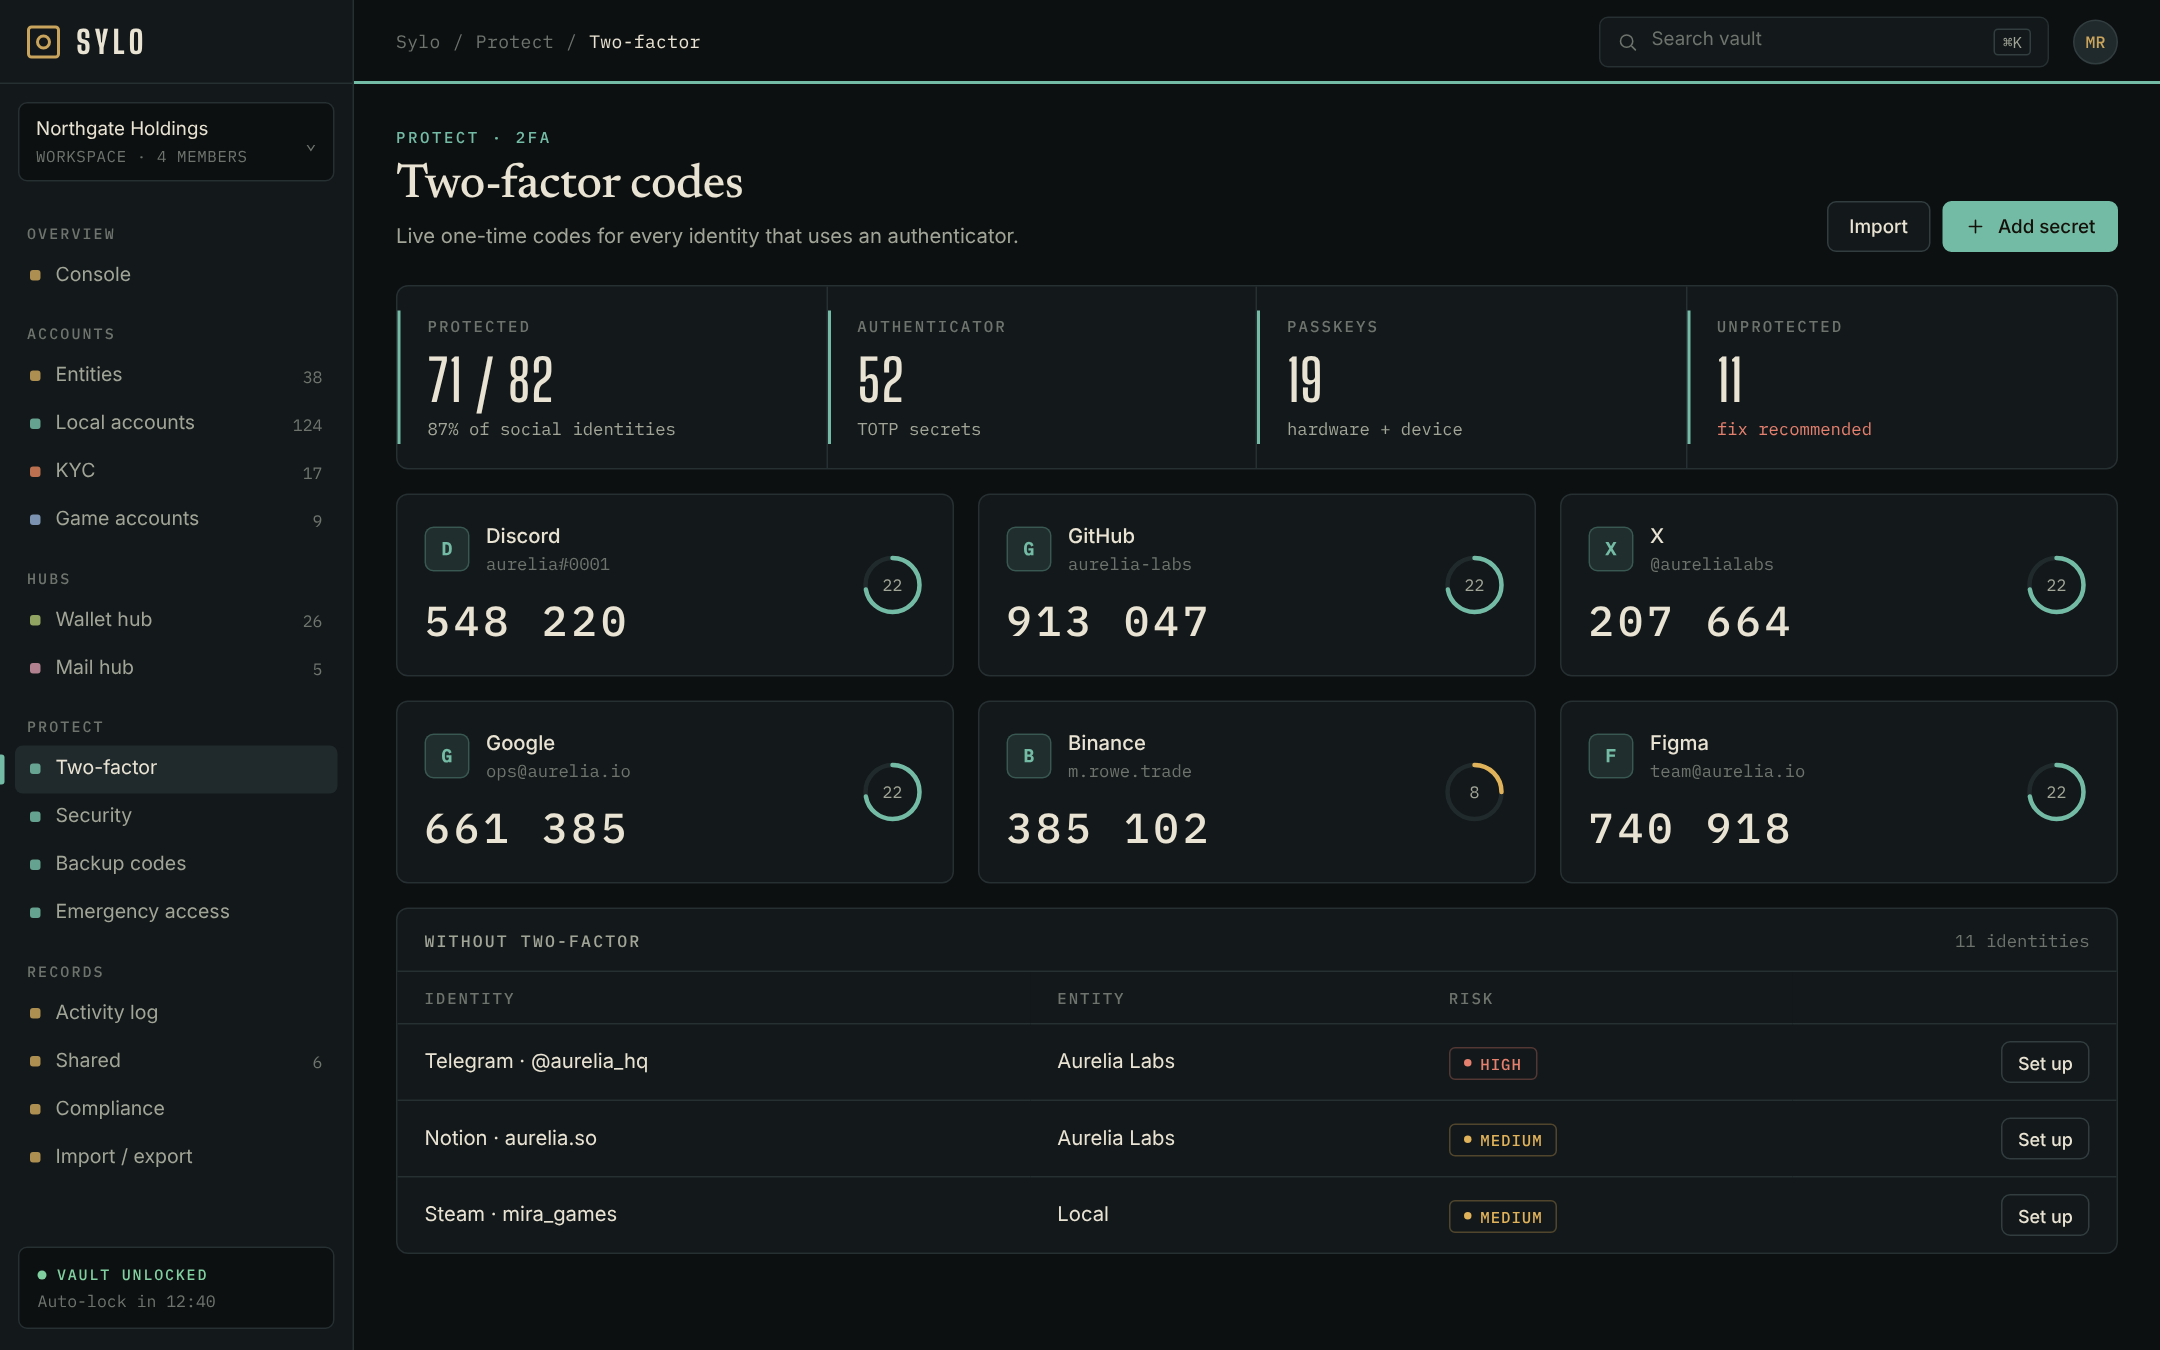 SYLO
Sylo / Protect / Two-factor
Search vault
⌘K
MR
Northgate Holdings
WORKSPACE · 4 MEMBERS
OVERVIEW
Console
ACCOUNTS
Entities 38
Local accounts 124
KYC 17
Game accounts 9
HUBS
Wallet hub 26
Mail hub 5
PROTECT
Two-factor
Security
Backup codes
Emergency access
RECORDS
Activity log
Shared 6
Compliance
Import / export
VAULT UNLOCKED
Auto-lock in 12:40
PROTECT · 2FA
Two-factor codes
Live one-time codes for every identity that uses an authenticator.
Import
+ Add secret
PROTECTED
71 / 82
87% of social identities
AUTHENTICATOR
52
TOTP secrets
PASSKEYS
19
hardware + device
UNPROTECTED
11
fix recommended
D
Discord
aurelia#0001
548 220
22
G
GitHub
aurelia-labs
913 047
22
X
X
@aurelialabs
207 664
22
G
Google
ops@aurelia.io
661 385
22
B
Binance
m.rowe.trade
385 102
8
F
Figma
team@aurelia.io
740 918
22
WITHOUT TWO-FACTOR 11 identities
IDENTITY ENTITY RISK
Telegram · @aurelia_hq Aurelia Labs HIGH Set up
Notion · aurelia.so Aurelia Labs MEDIUM Set up
Steam · mira_games Local MEDIUM Set up